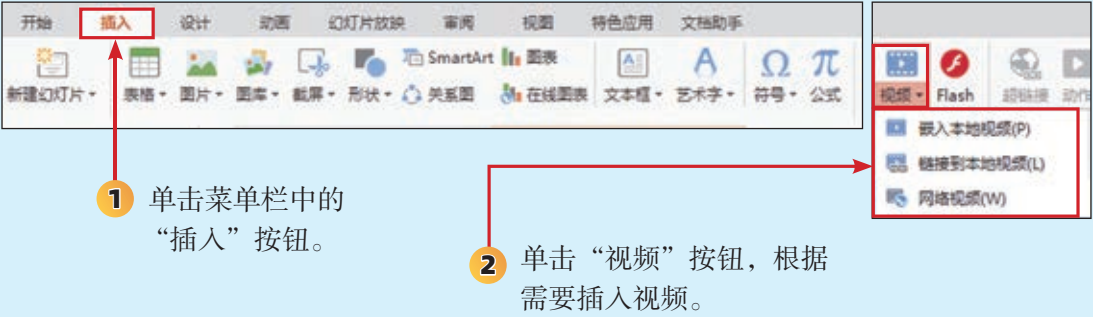 开始 插入 设计 动画 幻灯片放映 审阅 视图 特色应用 文档助手
新建幻灯片 表格 图片 图库 截屏 形状 SmartArt 关系图 图表 在线图表 文本框 A 艺术字 Ω 符号 π 公式
视频 Flash 超链接 动作
嵌入本地视频(P)
链接到本地视频(L)
网络视频(W)
1 单击菜单栏中的
“插入”按钮。
2 单击“视频”按钮，根据
需要插入视频。